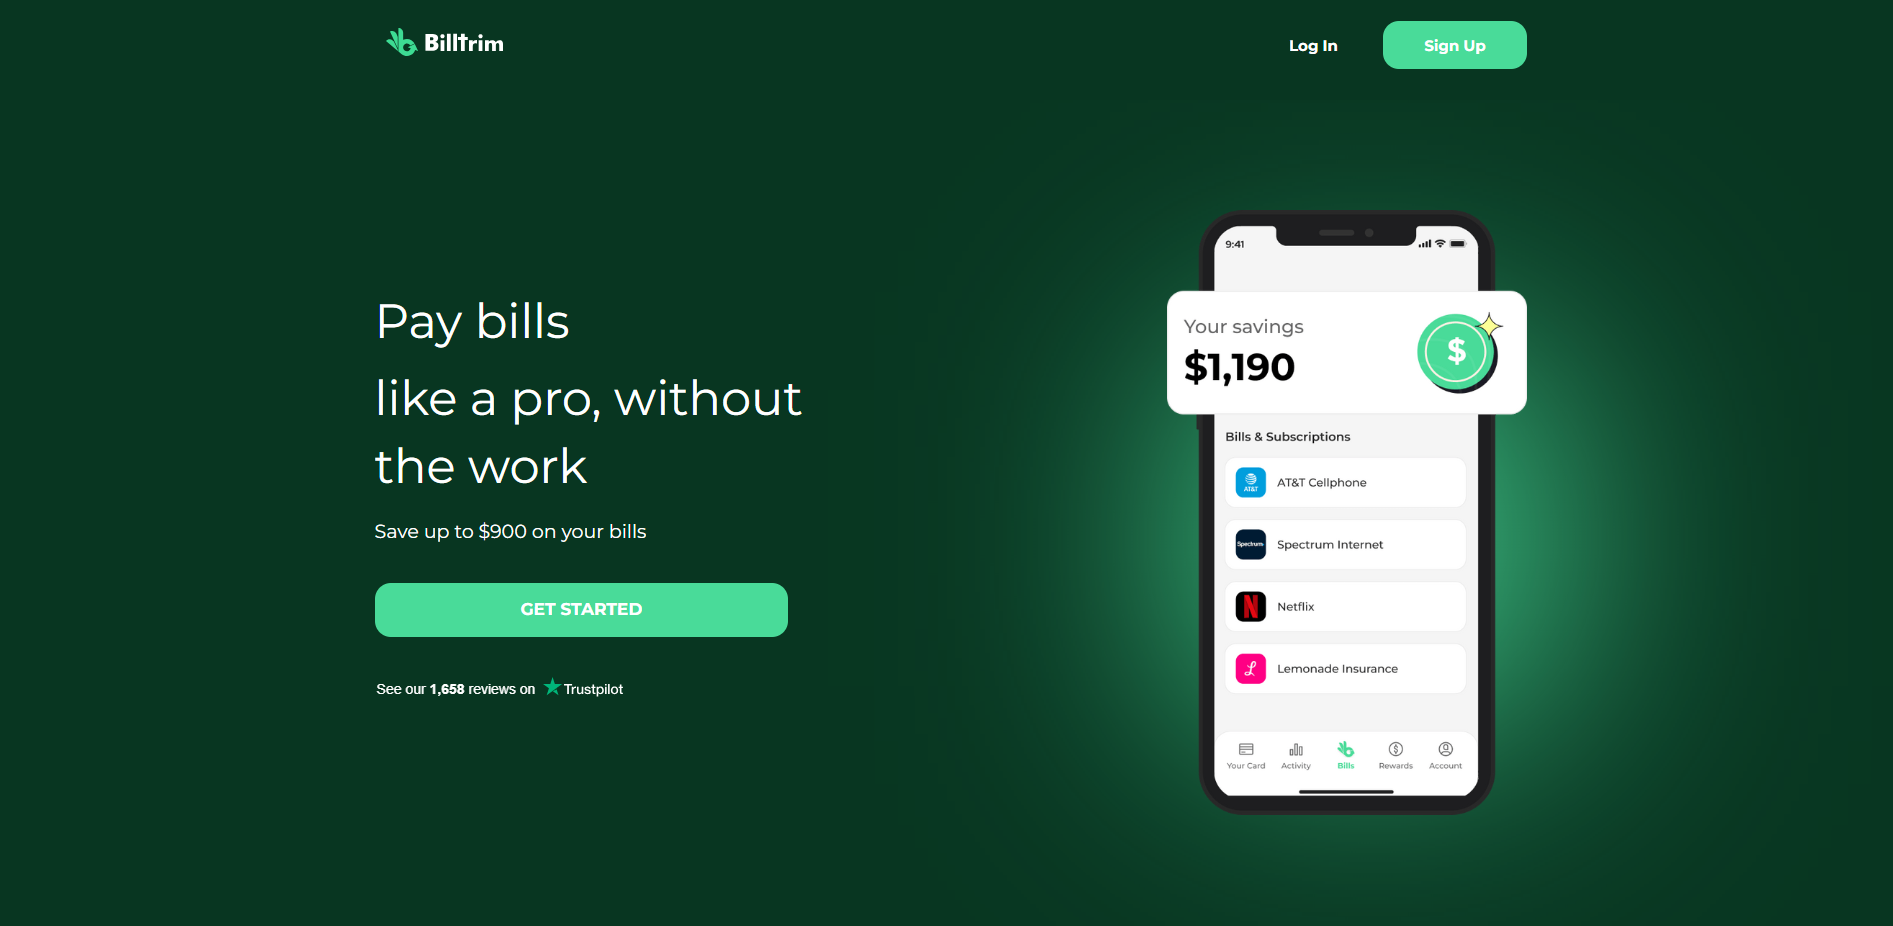 BillTrim
Log In
Sign Up
Pay bills
like a pro, without
the work
Save up to $900 on your bills
GET STARTED
See our 1,658 reviews on Trustpilot
9:41
Your savings
$1,190
$
Bills & Subscriptions
AT&T
AT&T Cellphone
Spectrum
Spectrum Internet
N
Netflix
L
Lemonade Insurance
Your Card
Activity
Bills
Rewards
Account